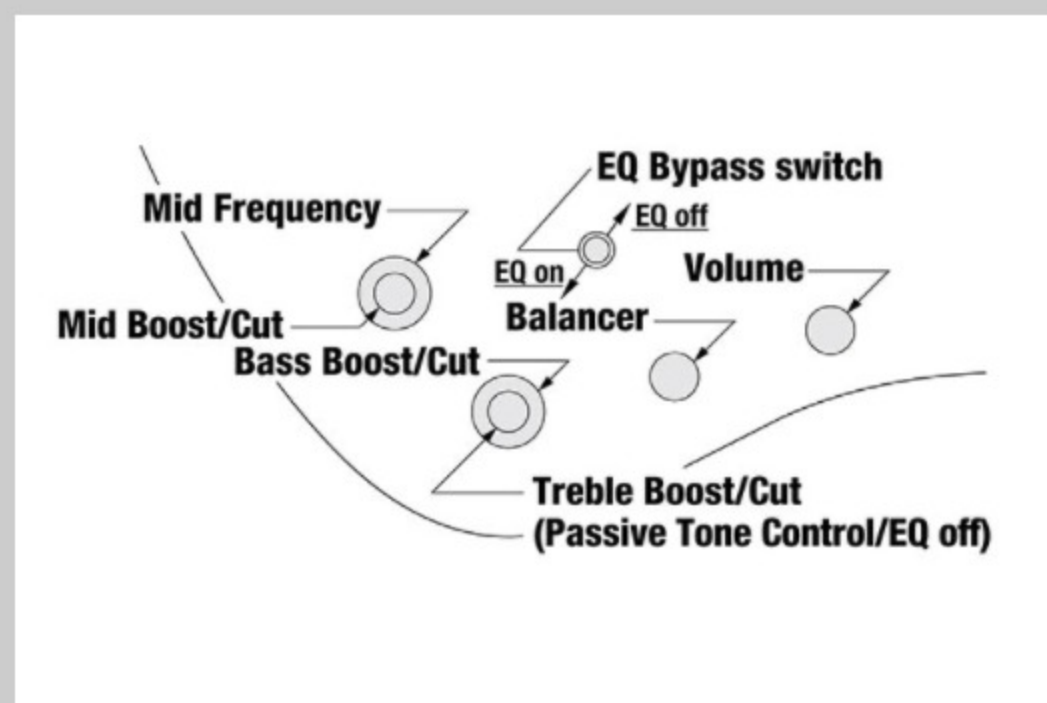 EQ Bypass switch
Mid Frequency
EQ off
EQ on
Volume
Balancer
Mid Boost/Cut
Bass Boost/Cut
Treble Boost/Cut
(Passive Tone Control/EQ off)